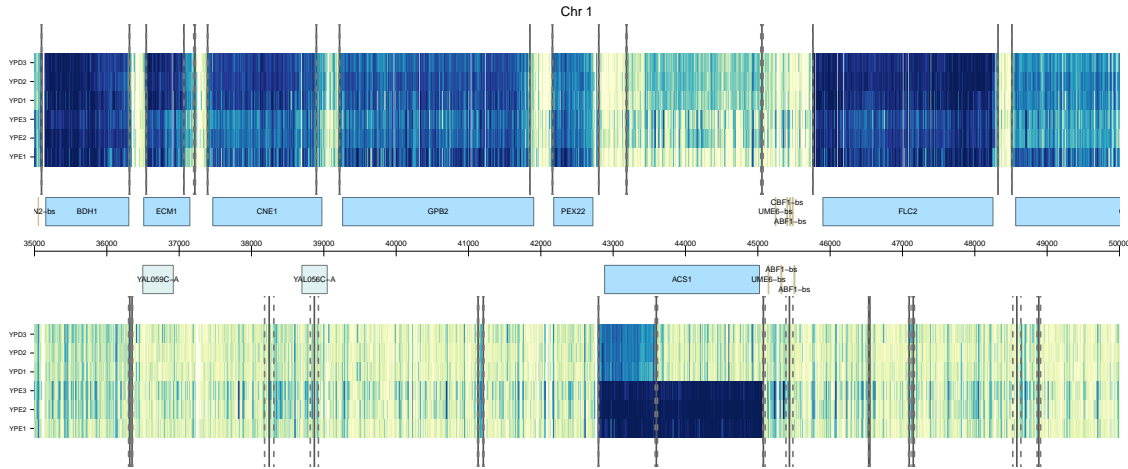 Chr 1
YPD3
YPD2
YPD1
YPE3
YPE2
YPE1
N2-bs
BDH1
ECM1
CNE1
GPB2
PEX22
CBF1-bs
UME6-bs
ABF1-bs
FLC2
35000 36000 37000 38000 39000 40000 41000 42000 43000 44000 45000 46000 47000 48000 49000 50000
YAL059C-A
YAL056C-A
ACS1
ABF1-bs
UME6-bs
ABF1-bs
YPD3
YPD2
YPD1
YPE3
YPE2
YPE1